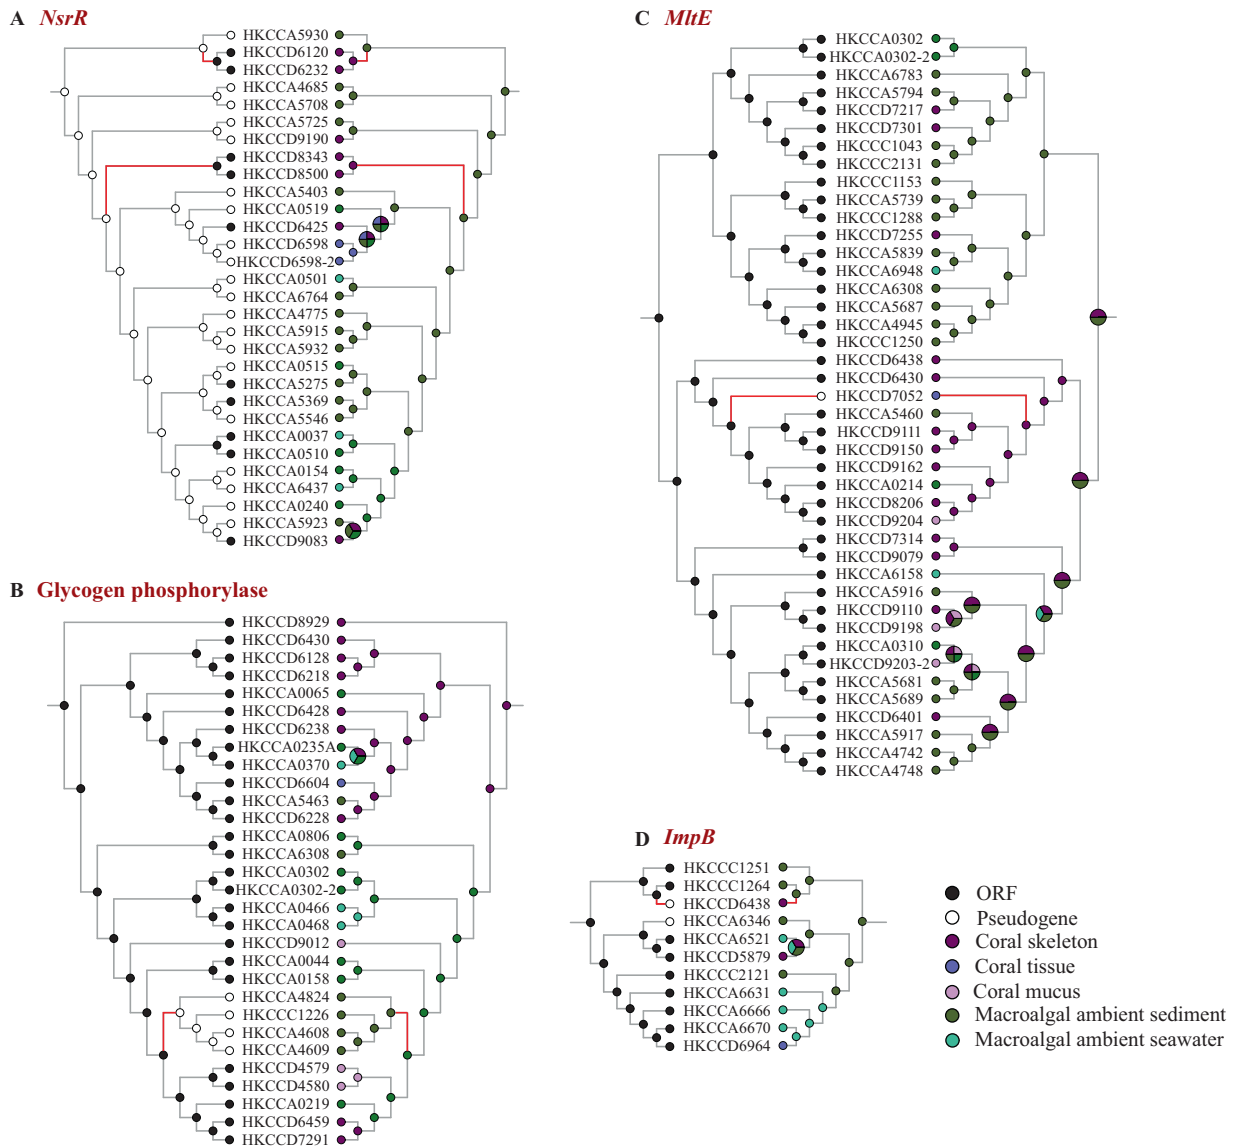 A NsrR
HKCCA5930
HKCCD6120
HKCCD6232
HKCCA4685
HKCCA5708
HKCCA5725
HKCCD9190
HKCCD8343
HKCCD8500
HKCCA5403
HKCCA0519
HKCCD6425
HKCCD6598
HKCCD6598-2
HKCCA0501
HKCCA6764
HKCCA4775
HKCCA5915
HKCCA5932
HKCCA0515
HKCCA5275
HKCCA5369
HKCCA5546
HKCCA0037
HKCCA0510
HKCCA0154
HKCCA6437
HKCCA0240
HKCCA5923
HKCCD9083
B Glycogen phosphorylase
HKCCD8929
HKCCD6430
HKCCD6128
HKCCD6218
HKCCA0065
HKCCD6428
HKCCD6238
HKCCA0235A
HKCCA0370
HKCCD6604
HKCCA5463
HKCCD6228
HKCCA0806
HKCCA6308
HKCCA0302
HKCCA0302-2
HKCCA0466
HKCCA0468
HKCCD9012
HKCCA0044
HKCCA0158
HKCCA4824
HKCCC1226
HKCCA4608
HKCCA4609
HKCCD4579
HKCCD4580
HKCCA0219
HKCCD6459
HKCCD7291
C MltE
HKCCA0302
HKCCA0302-2
HKCCA6783
HKCCA5794
HKCCD7217
HKCCD7301
HKCCC1043
HKCCC2131
HKCCC1153
HKCCA5739
HKCCC1288
HKCCD7255
HKCCA5839
HKCCA6948
HKCCA6308
HKCCA5687
HKCCA4945
HKCCC1250
HKCCD6438
HKCCD6430
HKCCD7052
HKCCA5460
HKCCD9111
HKCCD9150
HKCCD9162
HKCCA0214
HKCCD8206
HKCCD9204
HKCCD7314
HKCCD9079
HKCCA6158
HKCCA5916
HKCCD9110
HKCCD9198
HKCCA0310
HKCCD9203-2
HKCCA5681
HKCCA5689
HKCCD6401
HKCCA5917
HKCCA4742
HKCCA4748
D ImpB
HKCCC1251
HKCCC1264
HKCCD6438
HKCCA6346
HKCCA6521
HKCCD5879
HKCCC2121
HKCCA6631
HKCCA6666
HKCCA6670
HKCCD6964
ORF
Pseudogene
Coral skeleton
Coral tissue
Coral mucus
Macroalgal ambient sediment
Macroalgal ambient seawater